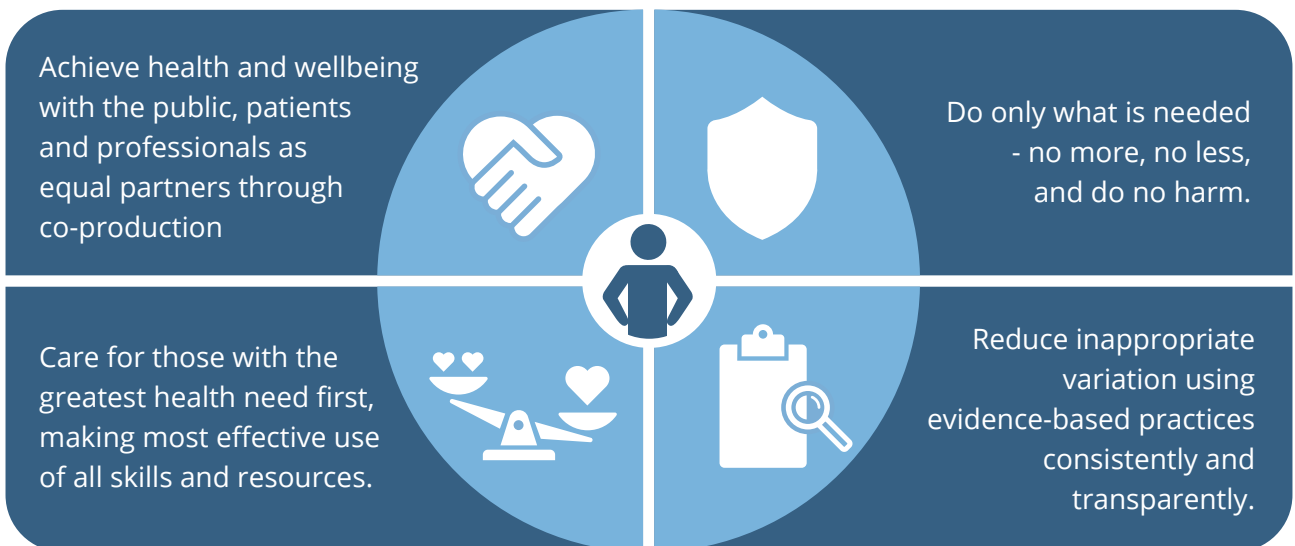 Achieve health and wellbeing
with the public, patients
and professionals as
equal partners through
co-production
Do only what is needed
- no more, no less,
and do no harm.
Care for those with the
greatest health need first,
making most effective use
of all skills and resources.
Reduce inappropriate
variation using
evidence-based practices
consistently and
transparently.